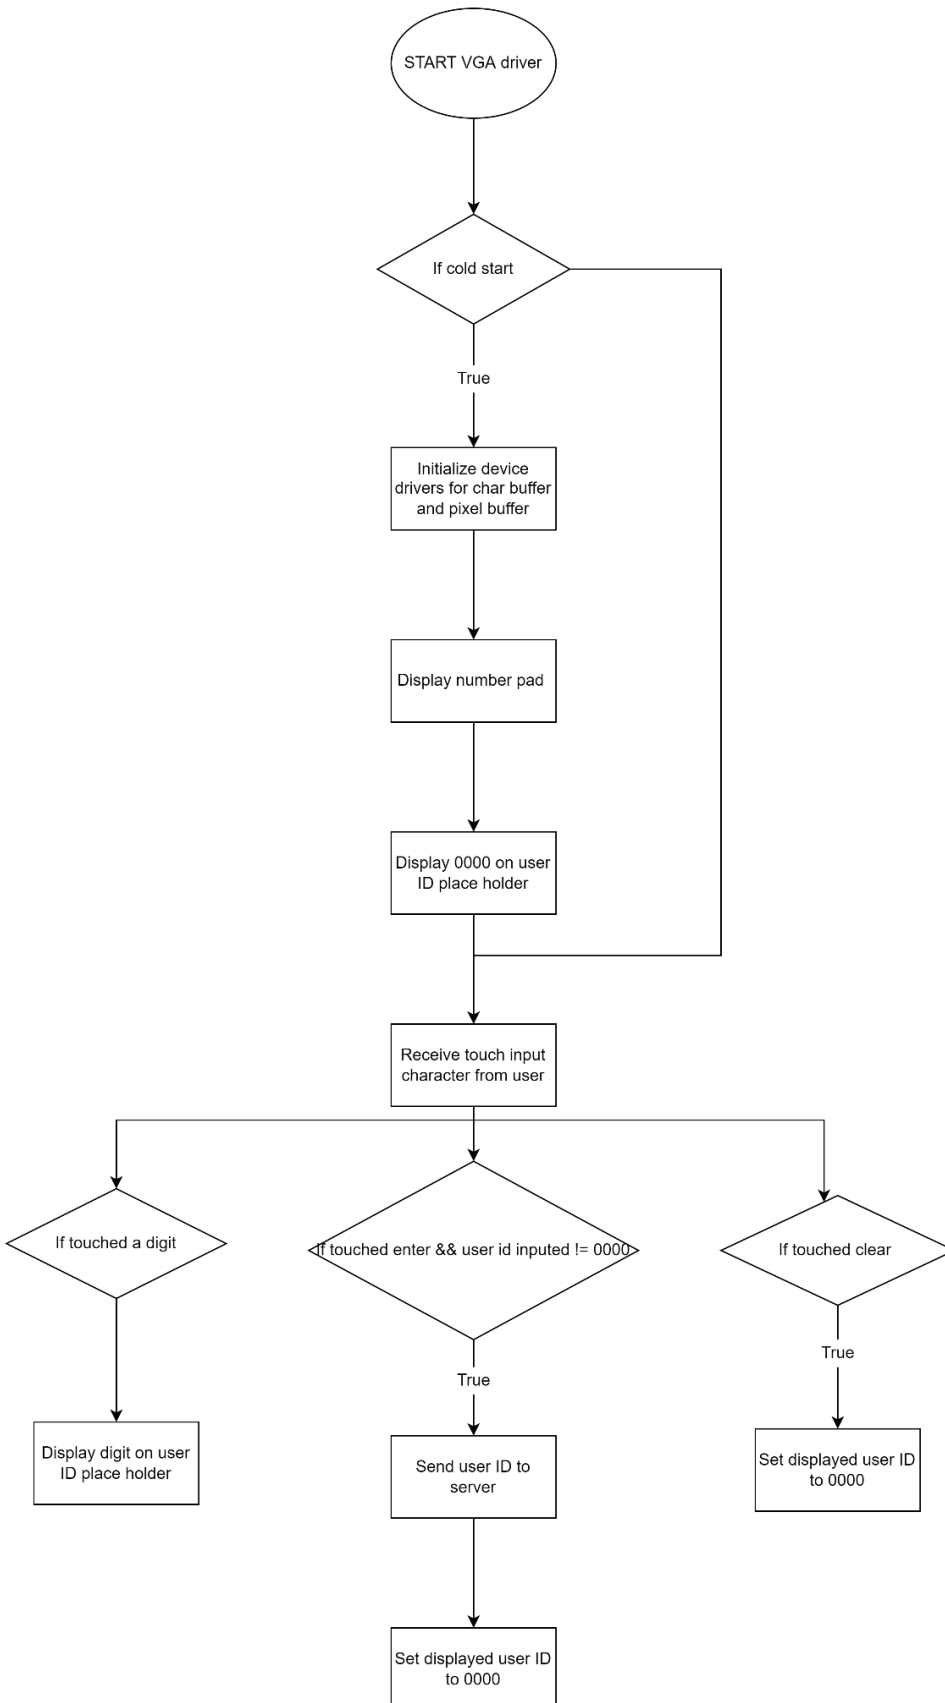 START VGA driver
If cold start
True
Initialize device
drivers for char buffer
and pixel buffer
Display number pad
Display 0000 on user
ID place holder
Receive touch input
character from user
If touched a digit
If touched enter && user id inputed != 0000
If touched clear
True
True
Display digit on user
ID place holder
Send user ID to
server
Set displayed user ID
to 0000
Set displayed user ID
to 0000